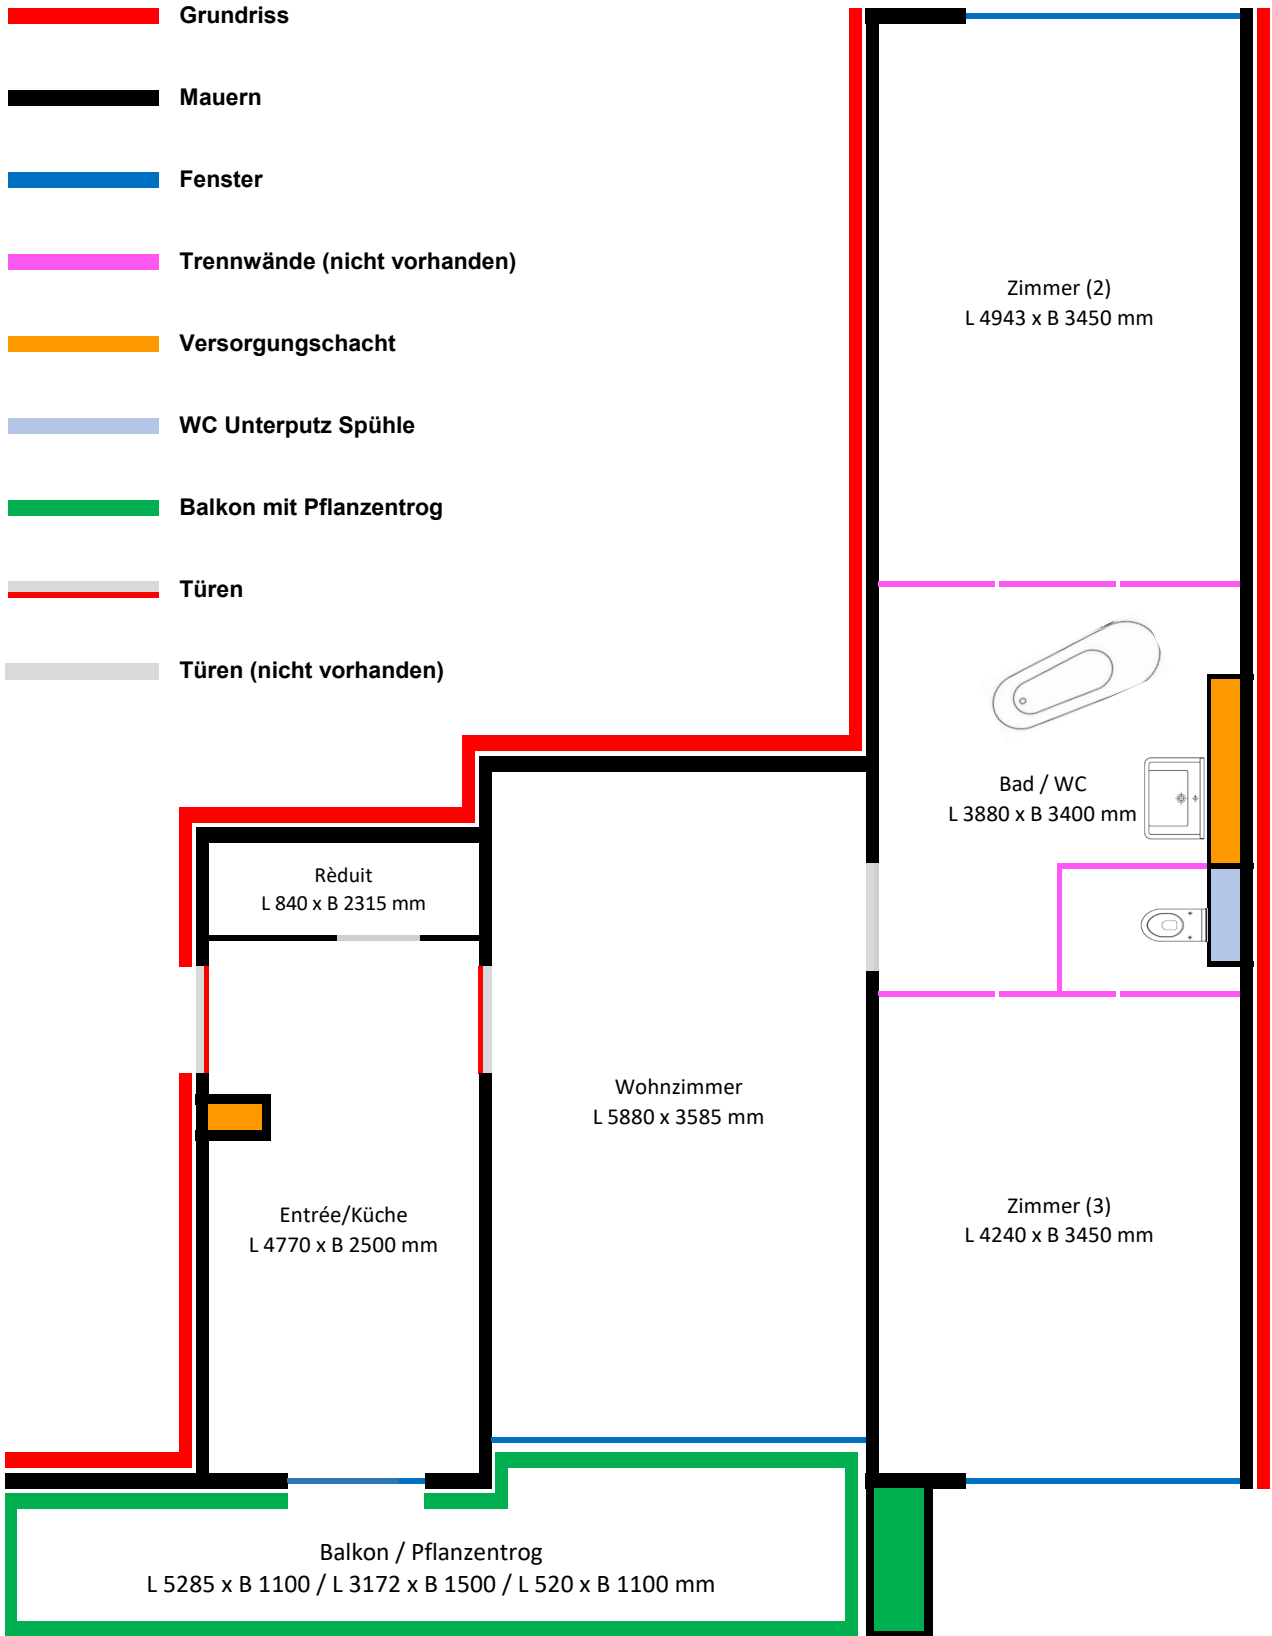 Grundriss
Mauern
Fenster
Trennwände (nicht vorhanden)
Versorgungschacht
WC Unterputz Spühle
Balkon mit Pflanzentrog
Türen
Türen (nicht vorhanden)
Zimmer (2)
L 4943 x B 3450 mm
Bad / WC
L 3880 x B 3400 mm
Rèduit
L 840 x B 2315 mm
Wohnzimmer
L 5880 x 3585 mm
Entrée/Küche
L 4770 x B 2500 mm
Zimmer (3)
L 4240 x B 3450 mm
Balkon / Pflanzentrog
L 5285 x B 1100 / L 3172 x B 1500 / L 520 x B 1100 mm